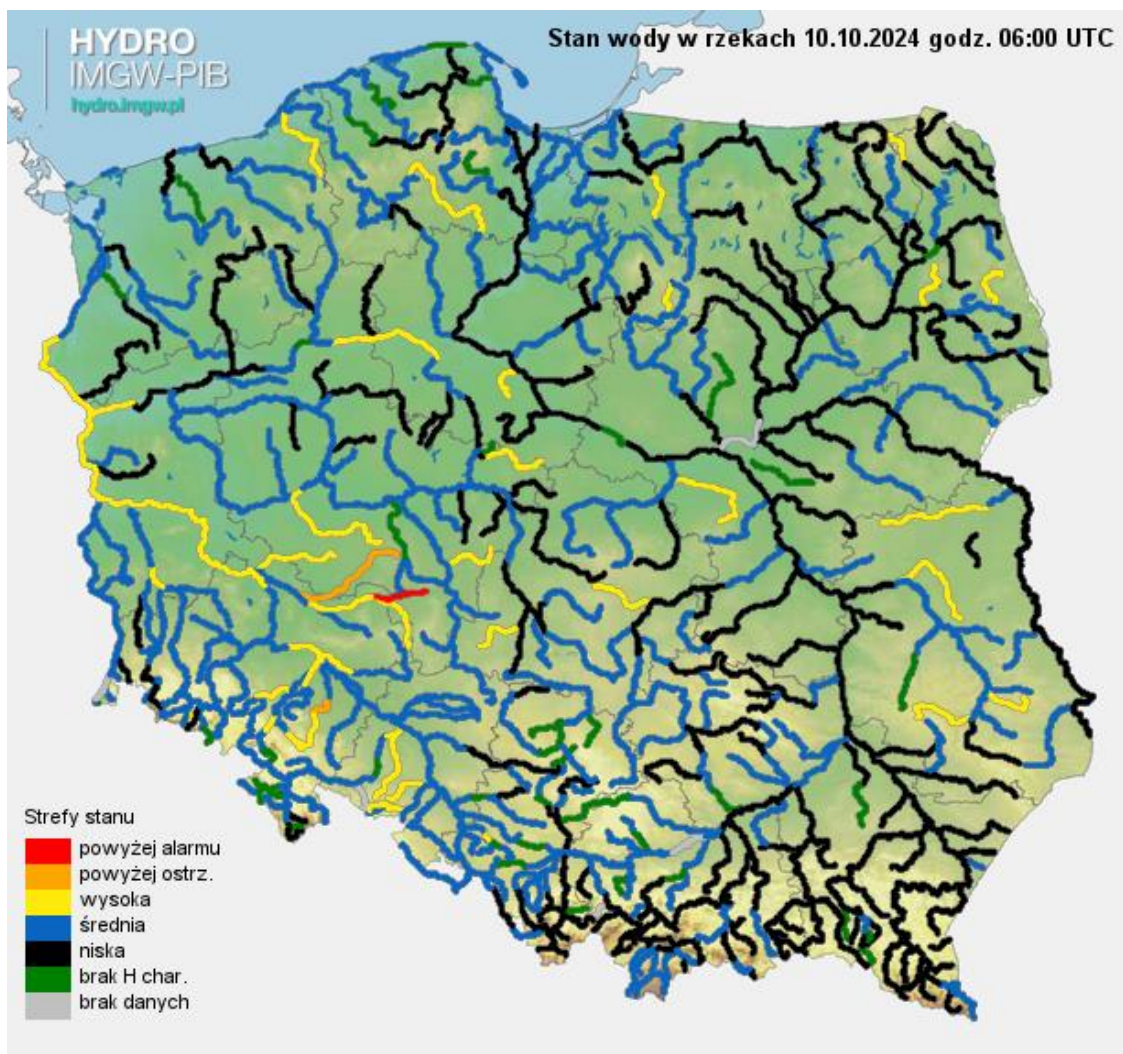 HYDRO
IMGW-PIB
hydro.imgw.pl
Stan wody w rzekach 10.10.2024 godz. 06:00 UTC
Strefy stanu
powyżej alarmu
powyżej ostrz.
wysoka
średnia
niska
brak H char.
brak danych